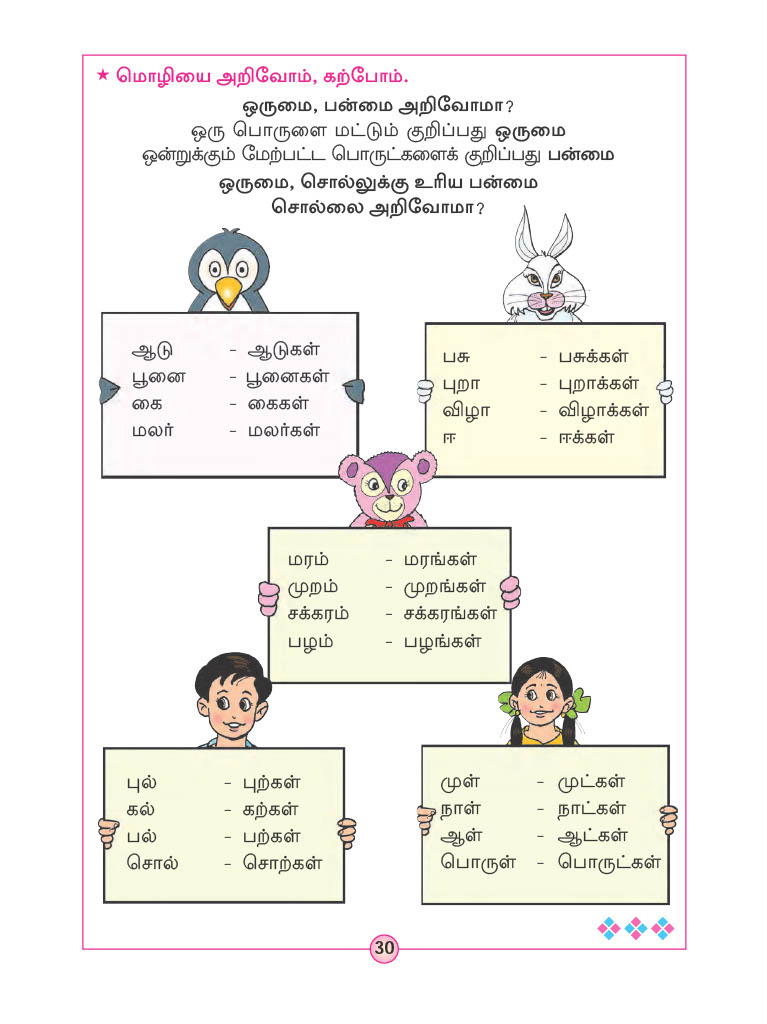 ★ மொழியை அறிவோம், கற்போம்.
ஒருமை, பன்மை அறிவோமா?
ஒரு பொருளை மட்டும் குறிப்பது ஒருமை
ஒன்றுக்கும் மேற்பட்ட பொருட்களைக் குறிப்பது பன்மை
ஒருமை, சொல்லுக்கு உரிய பன்மை
சொல்லை அறிவோமா?
ஆடு - ஆடுகள்
பூனை - பூனைகள்
கை - கைகள்
மலர் - மலர்கள்
பசு - பசுக்கள்
புறா - புறாக்கள்
விழா - விழாக்கள்
ஈ - ஈக்கள்
மரம் - மரங்கள்
முறம் - முறங்கள்
சக்கரம் - சக்கரங்கள்
பழம் - பழங்கள்
புல் - புற்கள்
கல் - கற்கள்
பல் - பற்கள்
சொல் - சொற்கள்
முள் - முட்கள்
நாள் - நாட்கள்
ஆள் - ஆட்கள்
பொருள் - பொருட்கள்
30